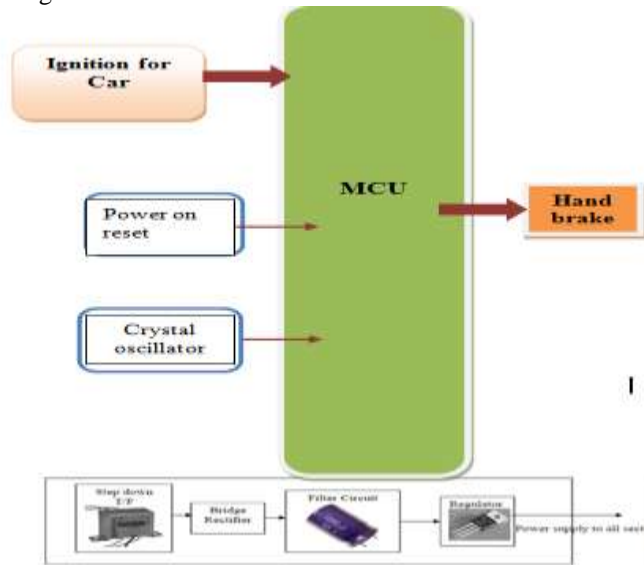 Ignition for
Car
MCU
Power on
reset
Hand
brake
Crystal
oscillator
Step down
T/F
Bridge
Rectifier
Filter Circuit
Regulator
Power supply to all sect